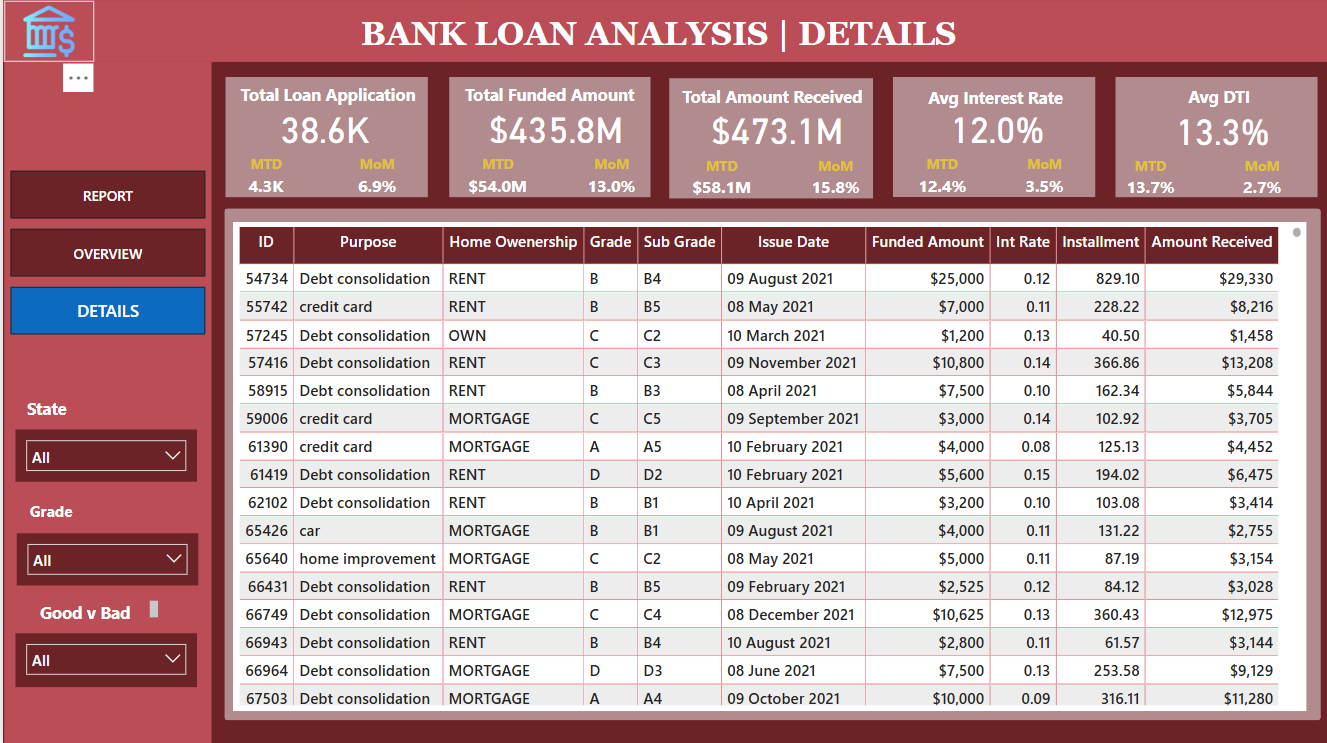 BANK LOAN ANALYSIS | DETAILS
...
REPORT
OVERVIEW
DETAILS
State
All
Grade
All
Good v Bad
All
Total Loan Application
38.6K
MTD MoM
4.3K 6.9%
Total Funded Amount
$435.8M
MTD MoM
$54.0M 13.0%
Total Amount Received
$473.1M
MTD MoM
$58.1M 15.8%
Avg Interest Rate
12.0%
MTD MoM
12.4% 3.5%
Avg DTI
13.3%
MTD MoM
13.7% 2.7%
ID Purpose Home Owenership Grade Sub Grade Issue Date Funded Amount Int Rate Installment Amount Received
54734 Debt consolidation RENT B B4 09 August 2021 $25,000 0.12 829.10 $29,330
55742 credit card RENT B B5 08 May 2021 $7,000 0.11 228.22 $8,216
57245 Debt consolidation OWN C C2 10 March 2021 $1,200 0.13 40.50 $1,458
57416 Debt consolidation RENT C C3 09 November 2021 $10,800 0.14 366.86 $13,208
58915 Debt consolidation RENT B B3 08 April 2021 $7,500 0.10 162.34 $5,844
59006 credit card MORTGAGE C C5 09 September 2021 $3,000 0.14 102.92 $3,705
61390 credit card MORTGAGE A A5 10 February 2021 $4,000 0.08 125.13 $4,452
61419 Debt consolidation RENT D D2 10 February 2021 $5,600 0.15 194.02 $6,475
62102 Debt consolidation RENT B B1 10 April 2021 $3,200 0.10 103.08 $3,414
65426 car MORTGAGE B B1 09 August 2021 $4,000 0.11 131.22 $2,755
65640 home improvement MORTGAGE C C2 08 May 2021 $5,000 0.11 87.19 $3,154
66431 Debt consolidation RENT B B5 09 February 2021 $2,525 0.12 84.12 $3,028
66749 Debt consolidation MORTGAGE C C4 08 December 2021 $10,625 0.13 360.43 $12,975
66943 Debt consolidation RENT B B4 10 August 2021 $2,800 0.11 61.57 $3,144
66964 Debt consolidation MORTGAGE D D3 08 June 2021 $7,500 0.13 253.58 $9,129
67503 Debt consolidation MORTGAGE A A4 09 October 2021 $10,000 0.09 316.11 $11,280